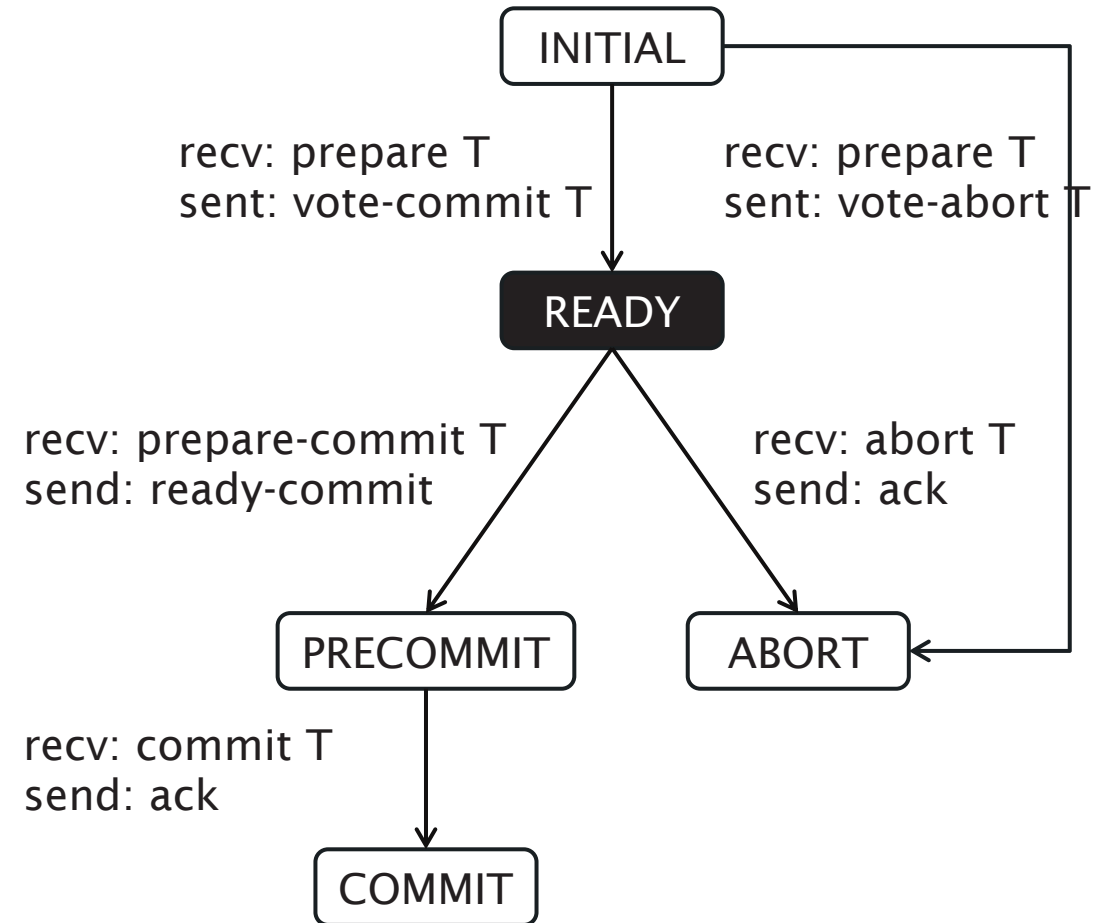 INITIAL
recv: prepare T
sent: vote-commit T
recv: prepare T
sent: vote-abort T
READY
recv: prepare-commit T
send: ready-commit
recv: abort T
send: ack
PRECOMMIT
ABORT
recv: commit T
send: ack
COMMIT